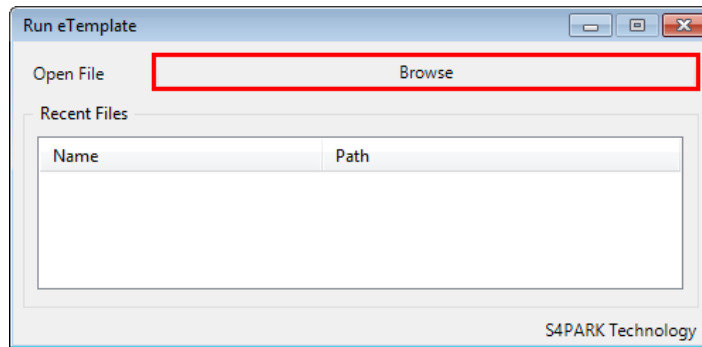 Run eTemplate
Open File Browse
Recent Files
Name Path
S4PARK Technology